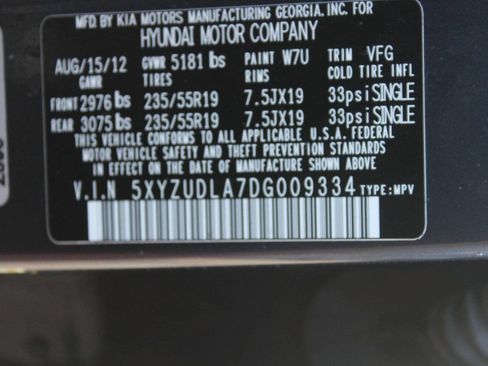 MFD. BY KIA MOTORS MANUFACTURING GEORGIA. INC. FOR
HYUNDAI MOTOR COMPANY
AUG/15/12 GVWR 5181 lbs PAINT W7U TRIM VFG
GAWR TIRES RIMS COLD TIRE INFL
FRONT 2976 lbs 235/55R19 7.5JX19 33psi SINGLE
REAR 3075 lbs 235/55R19 7.5JX19 33psi SINGLE
THIS VEHICLE CONFORMS TO ALL APPLICABLE U.S.A. FEDERAL
MOTOR VEHICLE SAFETY AND THEFT PREVENTION STANDARDS
IN EFFECT ON THE DATE OF MANUFACTURE SHOWN ABOVE.
V.I.N 5XYZUDLA7DG009334 TYPE:MPV